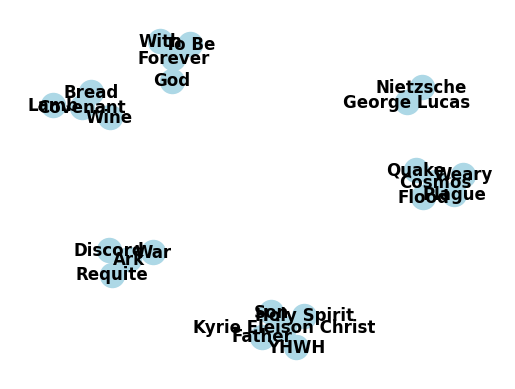 With
To Be
Forever
God
Nietzsche
George Lucas
Bread
Lamb
Covenant
Wine
Quake
Weary
Cosmos
Plague
Flood
Discord
War
Ark
Requite
Son
Holy Spirit
Kyrie Eleison Christ
Father
YHWH